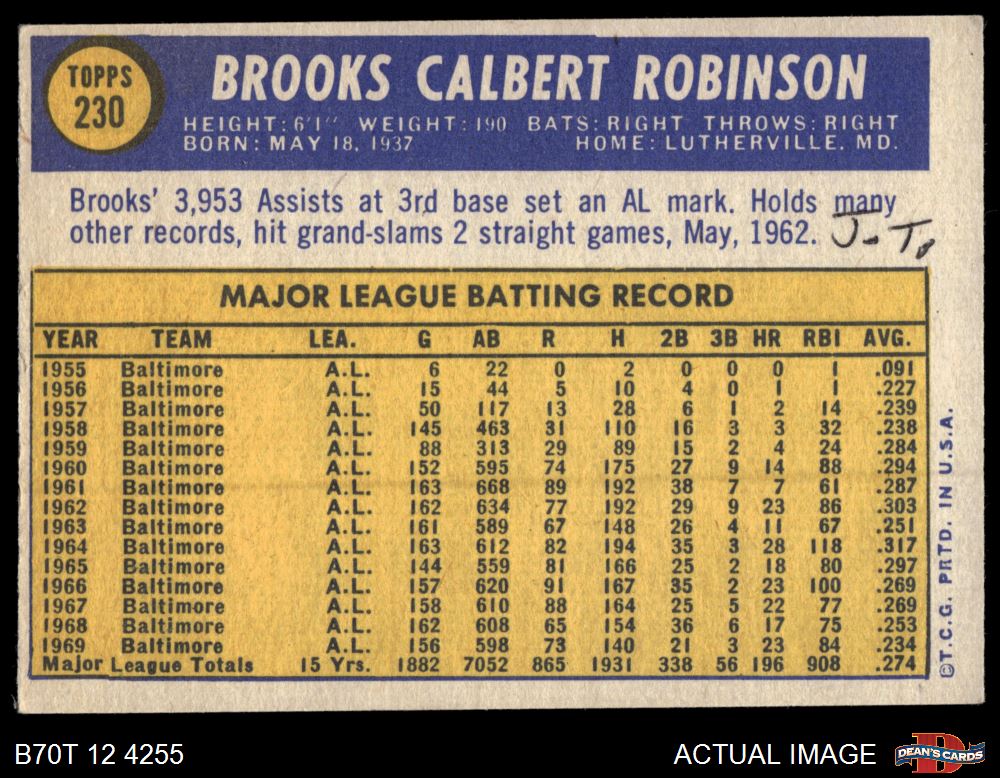 TOPPS
230
BROOKS CALBERT ROBINSON
HEIGHT: 6'1" WEIGHT: 190 BATS: RIGHT THROWS: RIGHT
BORN: MAY 18, 1937 HOME: LUTHERVILLE, MD.
Brooks' 3,953 Assists at 3rd base set an AL mark. Holds many
other records, hit grand-slams 2 straight games, May, 1962.
J. T.
MAJOR LEAGUE BATTING RECORD
YEAR TEAM LEA. G AB R H 2B 3B HR RBI AVG.
1955 Baltimore A.L. 6 22 0 2 0 0 0 1 .091
1956 Baltimore A.L. 15 44 5 10 4 0 1 1 .227
1957 Baltimore A.L. 50 117 13 28 6 1 2 14 .239
1958 Baltimore A.L. 145 463 31 110 16 3 3 32 .238
1959 Baltimore A.L. 88 313 29 89 15 2 4 24 .284
1960 Baltimore A.L. 152 595 74 175 27 9 14 88 .294
1961 Baltimore A.L. 163 668 89 192 38 7 7 61 .287
1962 Baltimore A.L. 162 634 77 192 29 9 23 86 .303
1963 Baltimore A.L. 161 589 67 148 26 4 11 67 .251
1964 Baltimore A.L. 163 612 82 194 35 3 28 118 .317
1965 Baltimore A.L. 144 559 81 166 25 2 18 80 .297
1966 Baltimore A.L. 157 620 91 167 35 2 23 100 .269
1967 Baltimore A.L. 158 610 88 164 25 5 22 77 .269
1968 Baltimore A.L. 162 608 65 154 36 6 17 75 .253
1969 Baltimore A.L. 156 598 73 140 21 3 23 84 .234
Major League Totals 15 Yrs. 1882 7052 865 1931 338 56 196 908 .274
©T.C.G. PRTD. IN U.S.A.
B70T 12 4255
ACTUAL IMAGE
D
DEAN'S CARDS